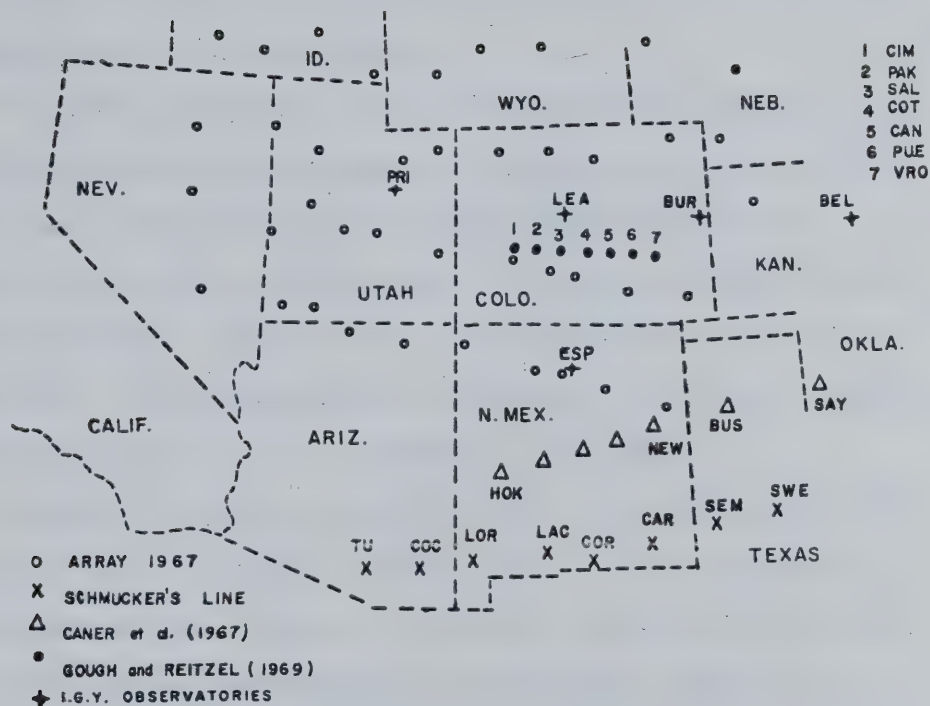 ID.
WYO.
NEB.
1 CIM
2 PAK
3 SAL
4 COT
5 CAN
6 PUE
7 VRO
NEV.
PRI
LEA
BUR
BEL
1 2 3 4 5 6 7
UTAH
COLO.
KAN.
OKLA.
ESP
CALIF.
ARIZ.
N. MEX.
NEW
BUS
SAY
HOK
TU
COC
LOR
LAC
COR
CAR
SEM
SWE
TEXAS
o ARRAY 1967
X SCHMUCKER'S LINE
Δ CANER et al. (1967)
● GOUGH and REITZEL (1969)
✦ I.G.Y. OBSERVATORIES